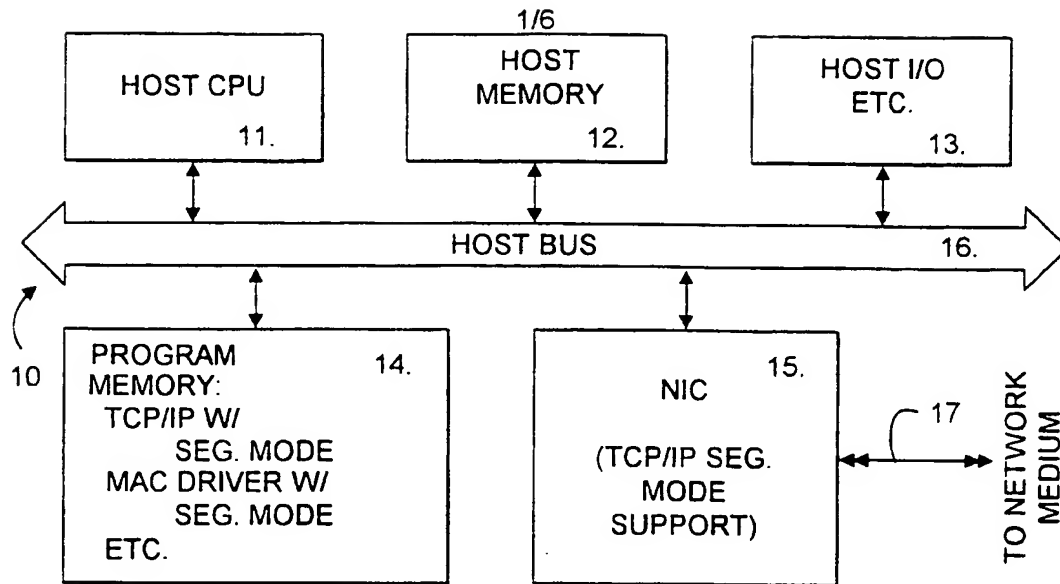 1/6
HOST CPU
11.
HOST
MEMORY
12.
HOST I/O
ETC.
13.
HOST BUS
16.
10
PROGRAM
MEMORY:
TCP/IP W/
SEG. MODE
MAC DRIVER W/
SEG. MODE
ETC.
14.
15.
NIC
(TCP/IP SEG.
MODE
SUPPORT)
17
TO NETWORK
MEDIUM